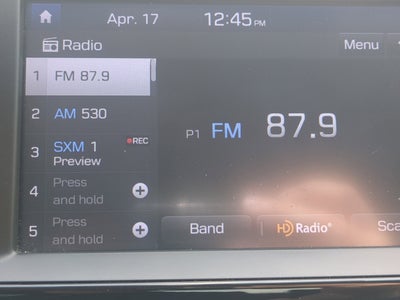 Apr. 17 12:45 PM
Radio Menu
1 FM 87.9
2 AM 530
3 SXM 1 REC
Preview
P1 FM 87.9
4 Press
and hold
5 Press
and hold
Band HD Radio Sca